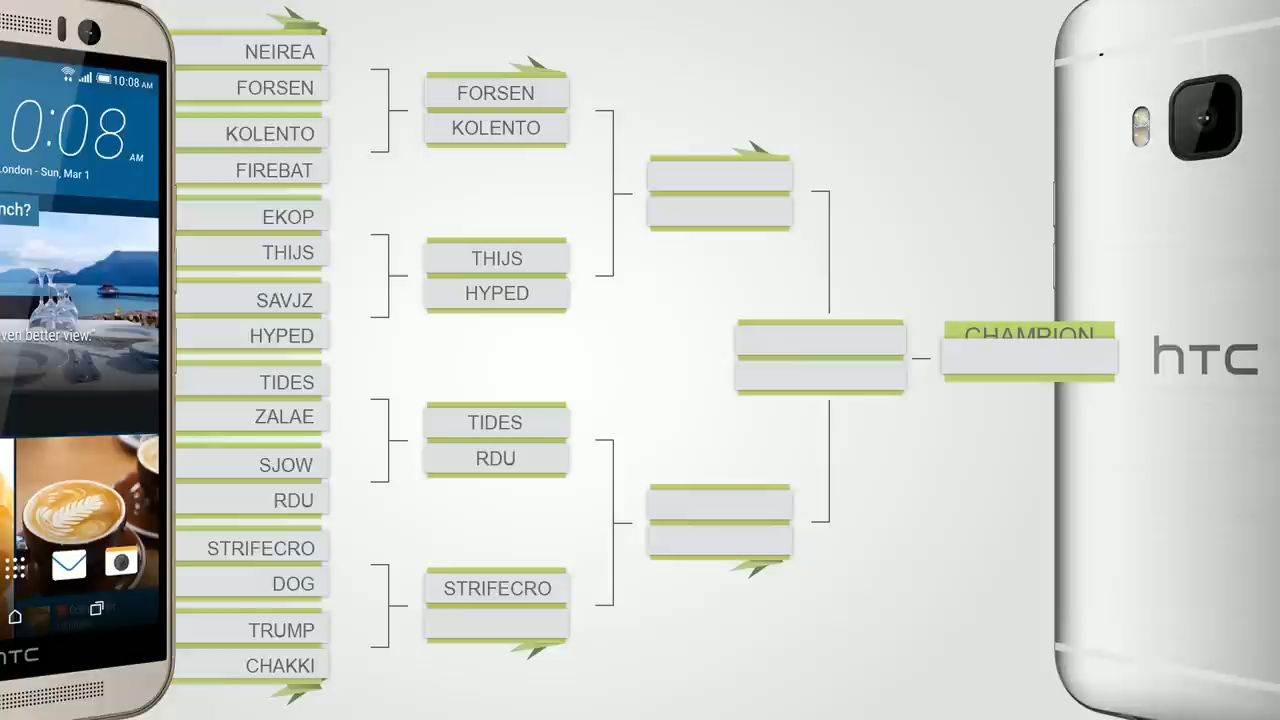 10:08 AM
0:08 AM
London - Sun, Mar 1
nch?
ven better view."
hTC
NEIREA
FORSEN
KOLENTO
FIREBAT
EKOP
THIJS
SAVJZ
HYPED
TIDES
ZALAE
SJOW
RDU
STRIFECRO
DOG
TRUMP
CHAKKI
FORSEN
KOLENTO
THIJS
HYPED
TIDES
RDU
STRIFECRO
CHAMPION
hTC